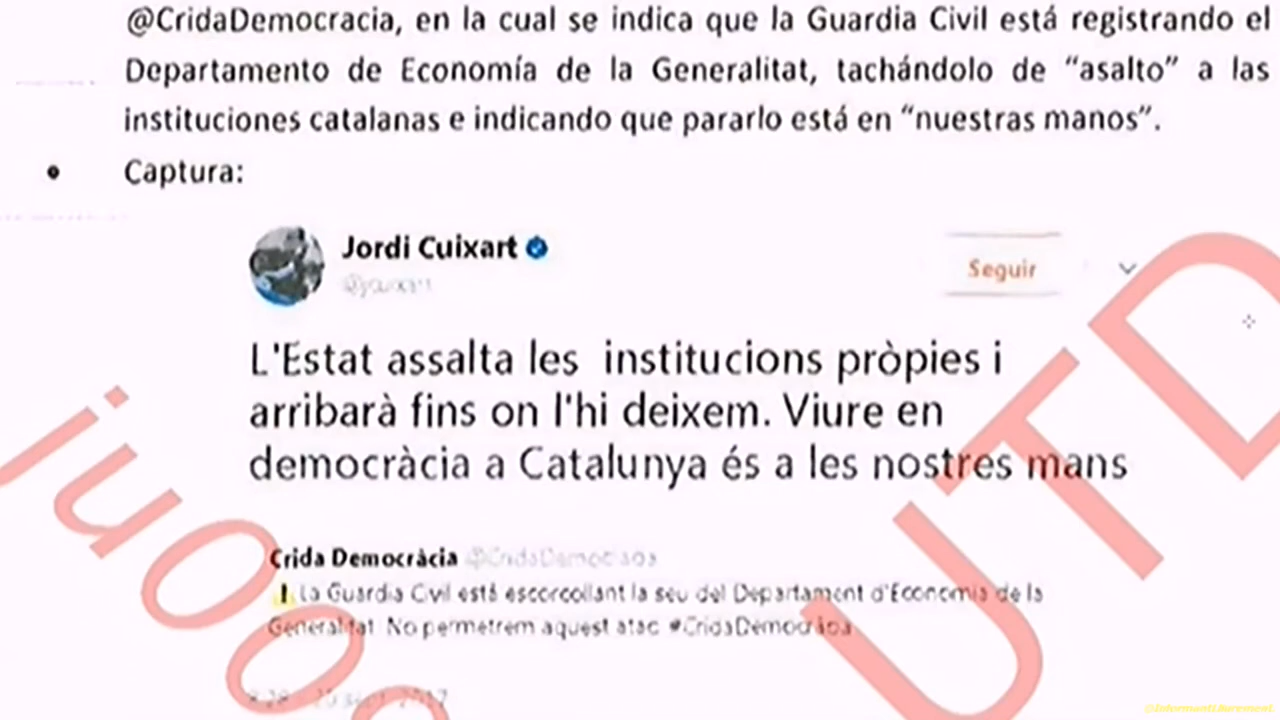 @CridaDemocracia, en la cual se indica que la Guardia Civil está registrando el
Departamento de Economía de la Generalitat, tachándolo de “asalto” a las
instituciones catalanas e indicando que pararlo está en “nuestras manos”.
• Captura:
Jordi Cuixart
Seguir
L'Estat assalta les institucions pròpies i
arribarà fins on l'hi deixem. Viure en
democràcia a Catalunya és a les nostres mans
Crida Democràcia
La Guardia Civil està escorcollant la seu del Departament d'Economia de la
Generalitat No permetrem aquest atac #CridaDemocràcia
UTD